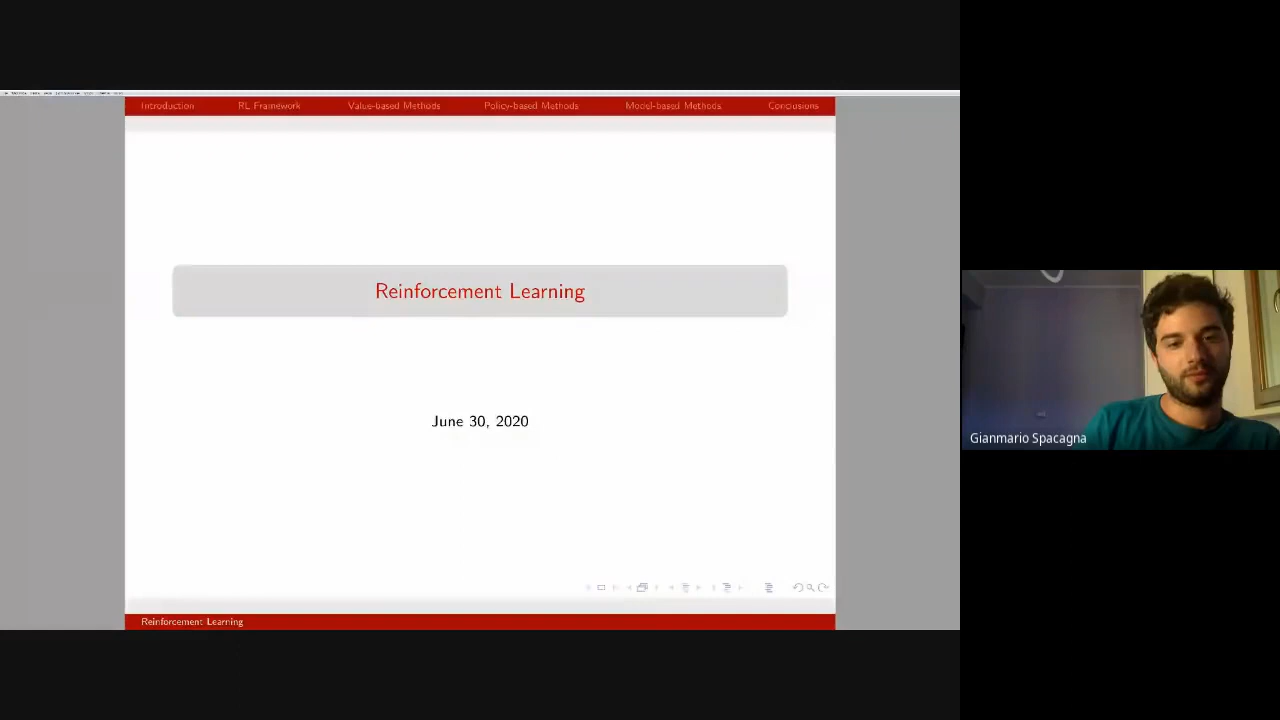 Introduction RL Framework Value-based Methods Policy-based Methods Model-based Methods Conclusions
Reinforcement Learning
June 30, 2020
Gianmario Spacagna
Reinforcement Learning